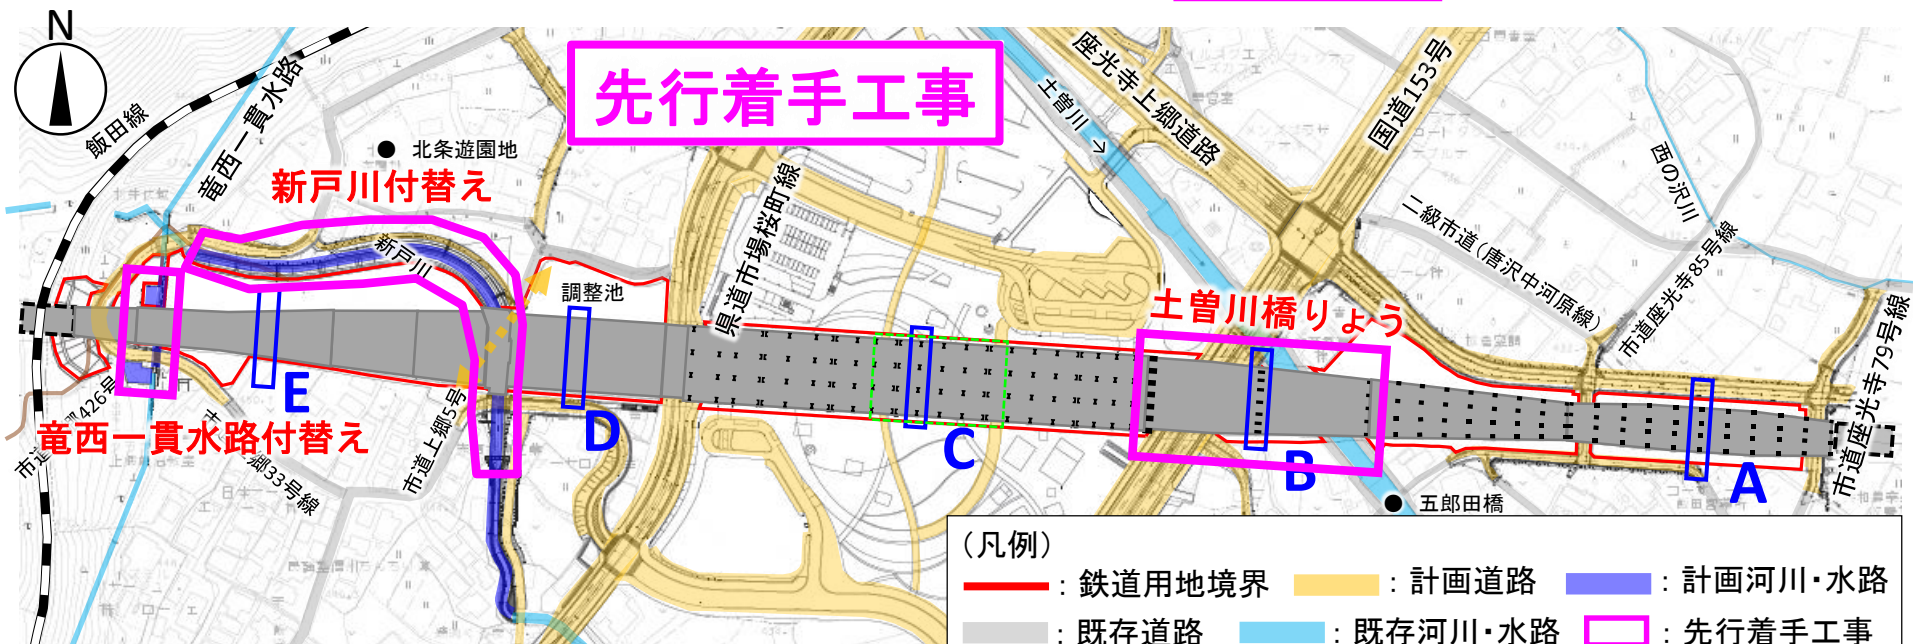 N
先行着手工事
飯田線
竜西一貫水路
北条遊園地
新戸川付替え
新戸川
調整池
県道市場桜町線
土曽川
座光寺上郷道路
国道153号
西の沢川
二級市道(唐沢中河原線)
市道座光寺85号線
市道座光寺79号線
土曽川橋りょう
竜西一貫水路付替え
郷33号線
市道上郷5号
五郎田橋
E
D
C
B
A
(凡例)
:鉄道用地境界
:計画道路
:計画河川・水路
:既存道路
:既存河川・水路
:先行着手工事